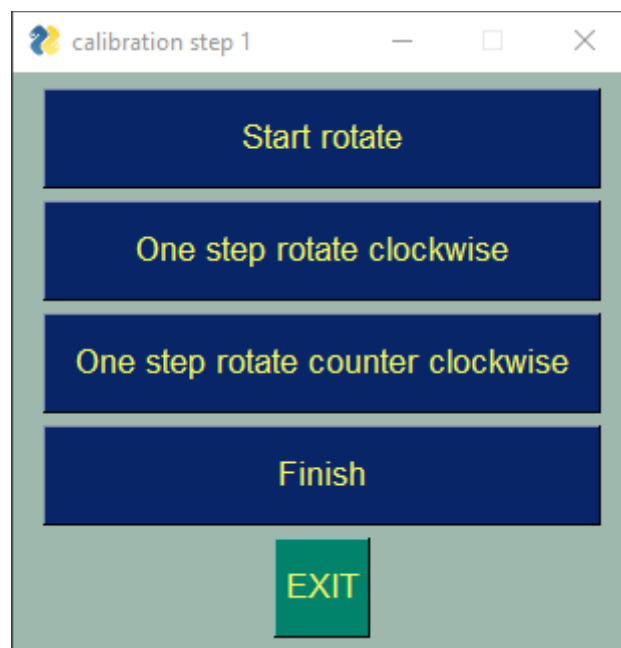 calibration step 1
Start rotate
One step rotate clockwise
One step rotate counter clockwise
Finish
EXIT